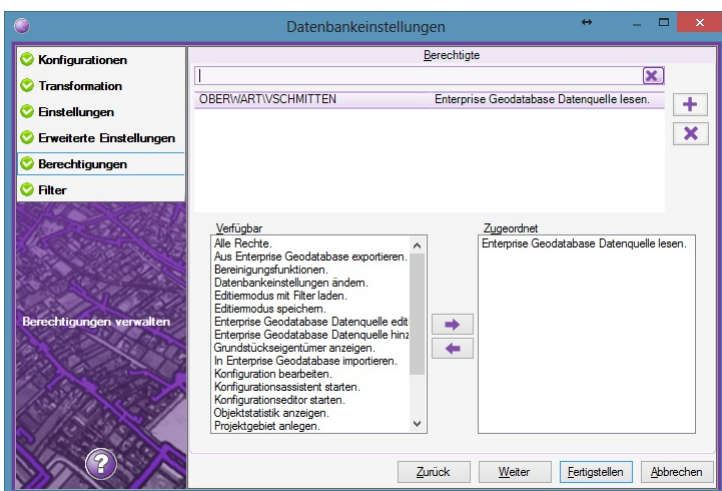 Datenbankeinstellungen
Konfigurationen
Transformation
Einstellungen
Erweiterte Einstellungen
Berechtigungen
Filter
Berechtigungen verwalten
?
Berechtigte
OBERWART\VSCHMITTEN Enterprise Geodatabase Datenquelle lesen.
Verfügbar
Alle Rechte.
Aus Enterprise Geodatabase exportieren.
Bereinigungsfunktionen.
Datenbankeinstellungen ändern.
Editiermodus mit Filter laden.
Editiermodus speichern.
Enterprise Geodatabase Datenquelle edit
Enterprise Geodatabase Datenquelle hinz
Grundstückseigentümer anzeigen.
In Enterprise Geodatabase importieren.
Konfiguration bearbeiten.
Konfigurationsassistent starten.
Konfigurationseditor starten.
Objektstatistik anzeigen.
Projektgebiet anlegen.
Zugeordnet
Enterprise Geodatabase Datenquelle lesen.
Zurück
Weiter
Fertigstellen
Abbrechen